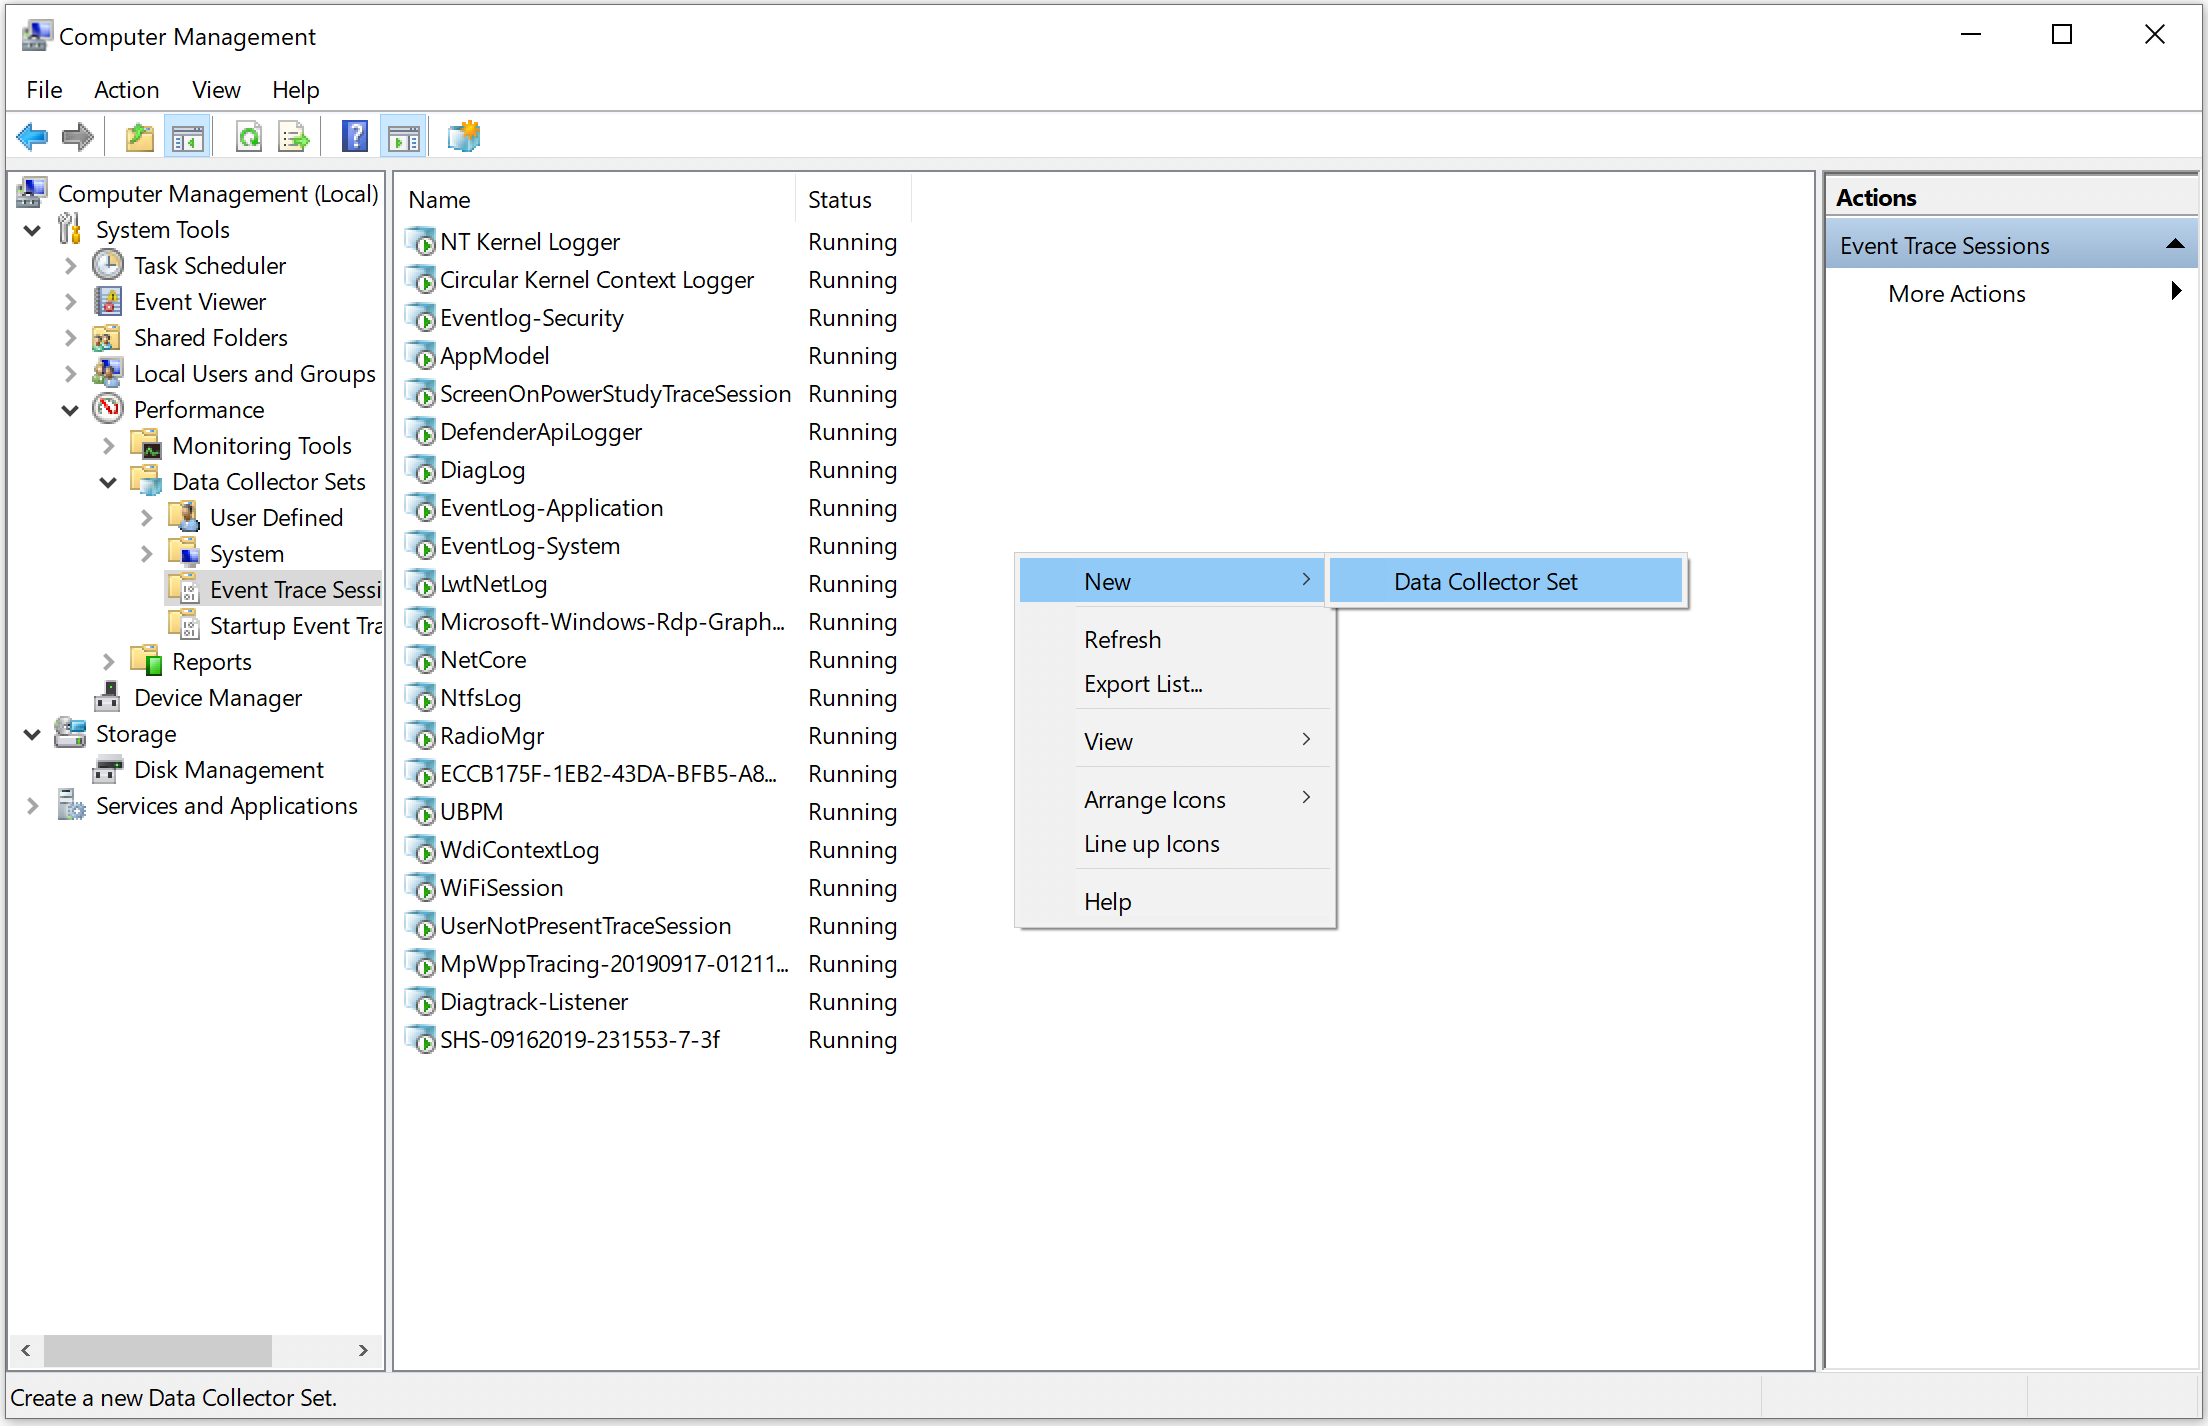 Computer Management
File Action View Help
Computer Management (Local)
System Tools
Task Scheduler
Event Viewer
Shared Folders
Local Users and Groups
Performance
Monitoring Tools
Data Collector Sets
User Defined
System
Event Trace Sessi
Startup Event Tra
Reports
Device Manager
Storage
Disk Management
Services and Applications
Name Status
NT Kernel Logger Running
Circular Kernel Context Logger Running
Eventlog-Security Running
AppModel Running
ScreenOnPowerStudyTraceSession Running
DefenderApiLogger Running
DiagLog Running
EventLog-Application Running
EventLog-System Running
LwtNetLog Running
Microsoft-Windows-Rdp-Graph... Running
NetCore Running
NtfsLog Running
RadioMgr Running
ECCB175F-1EB2-43DA-BFB5-A8... Running
UBPM Running
WdiContextLog Running
WiFiSession Running
UserNotPresentTraceSession Running
MpWppTracing-20190917-01211... Running
Diagtrack-Listener Running
SHS-09162019-231553-7-3f Running
New
Data Collector Set
Refresh
Export List...
View
Arrange Icons
Line up Icons
Help
Actions
Event Trace Sessions
More Actions
Create a new Data Collector Set.